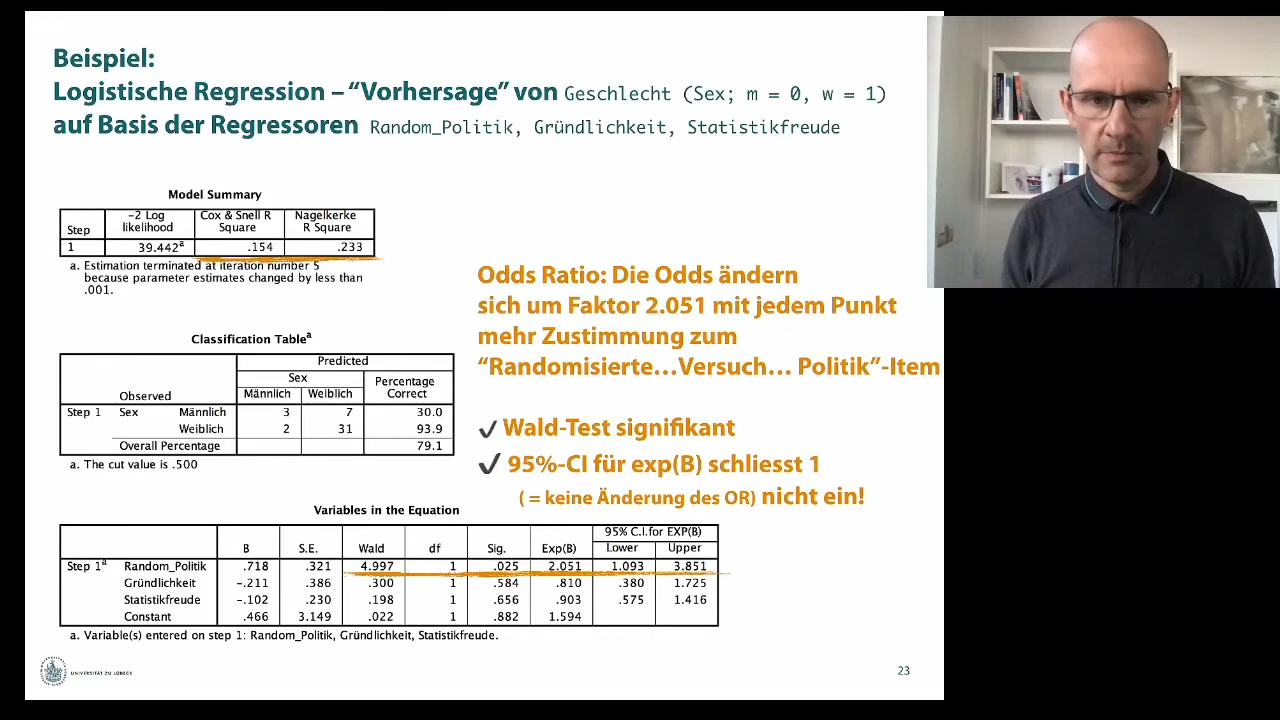 Beispiel:
Logistische Regression – “Vorhersage” von Geschlecht (Sex; m = 0, w = 1)
auf Basis der Regressoren Random_Politik, Gründlichkeit, Statistikfreude
Model Summary
Step -2 Log likelihood Cox & Snell R Square Nagelkerke R Square
1 39.442a .154 .233
a. Estimation terminated at iteration number 5
because parameter estimates changed by less than
.001.
Odds Ratio: Die Odds ändern
sich um Faktor 2.051 mit jedem Punkt
mehr Zustimmung zum
“Randomisierte…Versuch… Politik”-Item
Classification Tablea
Predicted
Sex
Observed Männlich Weiblich Percentage Correct
Step 1 Sex Männlich 3 7 30.0
Weiblich 2 31 93.9
Overall Percentage 79.1
a. The cut value is .500
✓ Wald-Test signifikant
✓ 95%-CI für exp(B) schliesst 1
( = keine Änderung des OR) nicht ein!
Variables in the Equation
95% C.I.for EXP(B)
B S.E. Wald df Sig. Exp(B) Lower Upper
Step 1a Random_Politik .718 .321 4.997 1 .025 2.051 1.093 3.851
Gründlichkeit -.211 .386 .300 1 .584 .810 .380 1.725
Statistikfreude -.102 .230 .198 1 .656 .903 .575 1.416
Constant .466 3.149 .022 1 .882 1.594
a. Variable(s) entered on step 1: Random_Politik, Gründlichkeit, Statistikfreude.
UNIVERSITÄT ZU LÜBECK
23